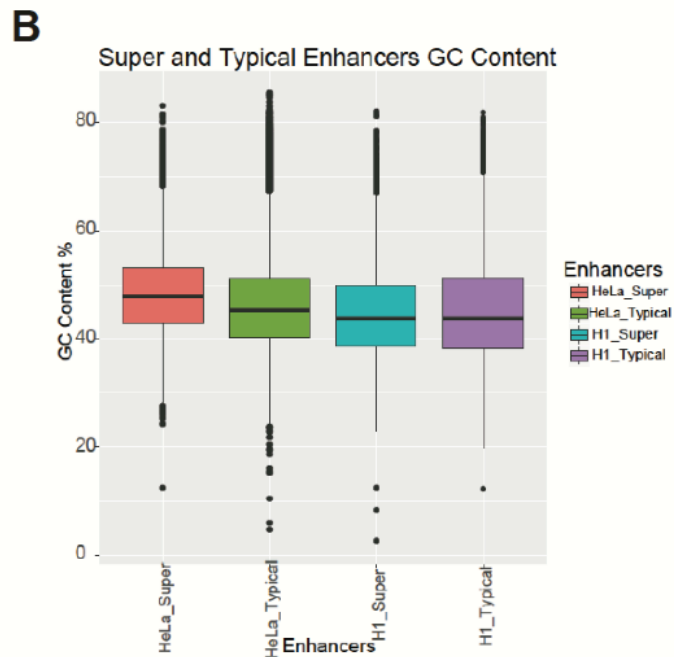 B
Super and Typical Enhancers GC Content
80
60
40
20
0
GC Content %
HeLa_Super
HeLa_Typical
H1_Super
H1_Typical
Enhancers
Enhancers
HeLa_Super
HeLa_Typical
H1_Super
H1_Typical